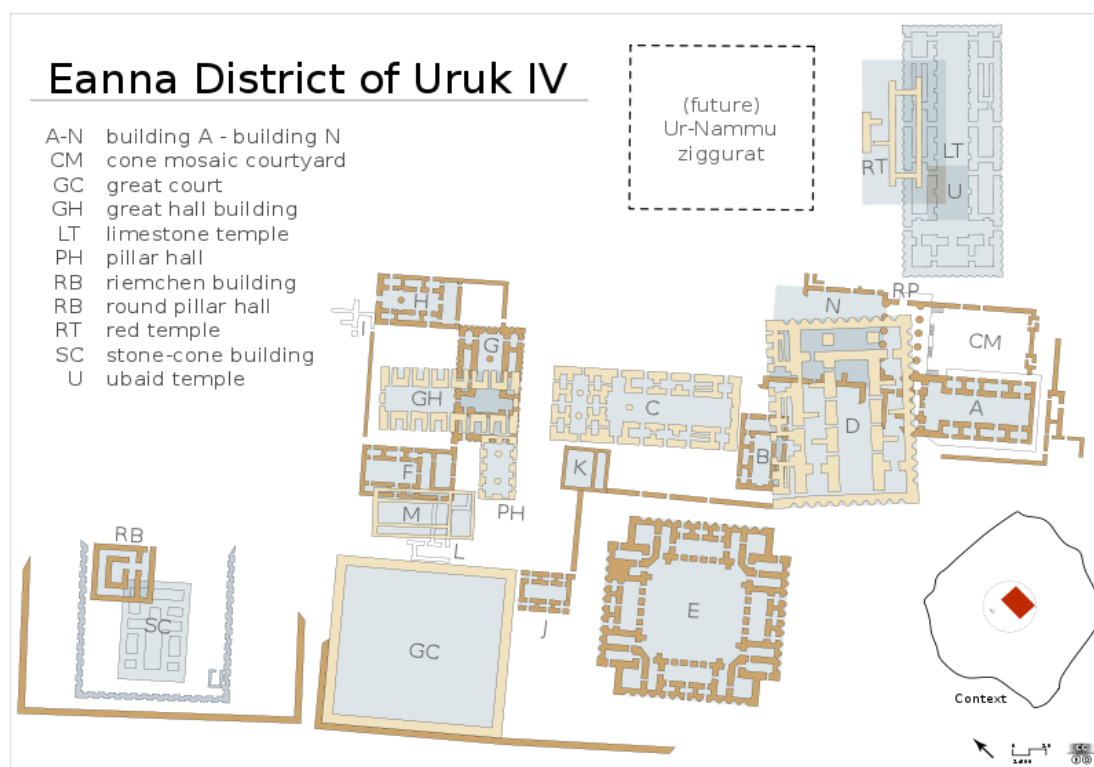 Eanna District of Uruk IV
A-N building A - building N
CM cone mosaic courtyard
GC great court
GH great hall building
LT limestone temple
PH pillar hall
RB riemchen building
RB round pillar hall
RT red temple
SC stone-cone building
U ubaid temple
(future)
Ur-Nammu
ziggurat
RT
LT
U
H
I
G
GH
N
RP
CM
C
A
D
B
F
K
M
PH
L
RB
SC
GC
J
E
Context